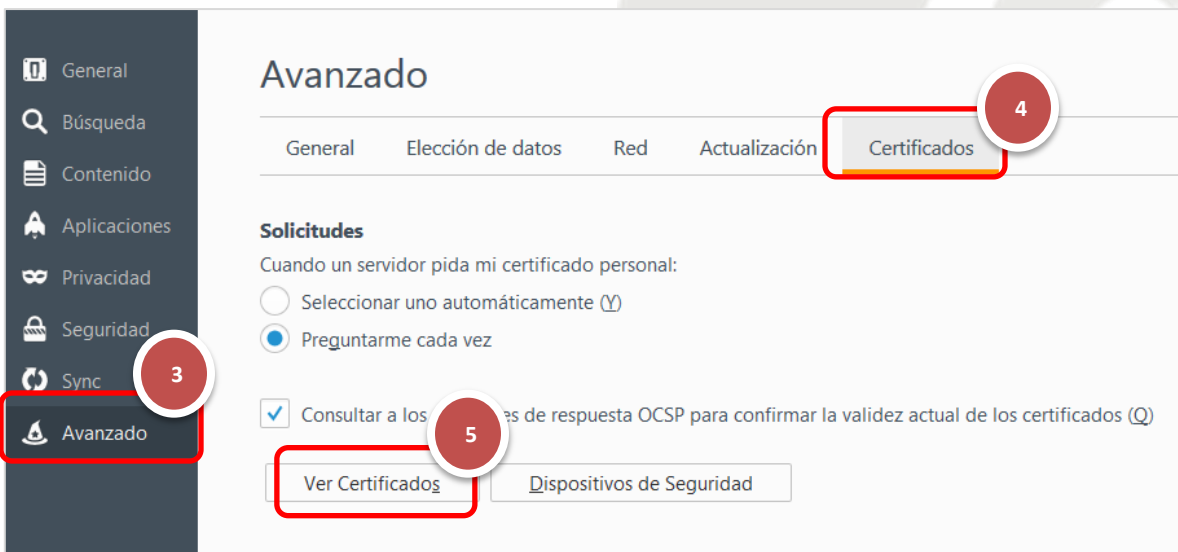 General
Búsqueda
Contenido
Aplicaciones
Privacidad
Seguridad
Sync
3
Avanzado
Avanzado
4
General Elección de datos Red Actualización Certificados
Solicitudes
Cuando un servidor pida mi certificado personal:
Seleccionar uno automáticamente (Y)
Preguntarme cada vez
Consultar a los es de respuesta OCSP para confirmar la validez actual de los certificados (Q)
5
Ver Certificados Dispositivos de Seguridad